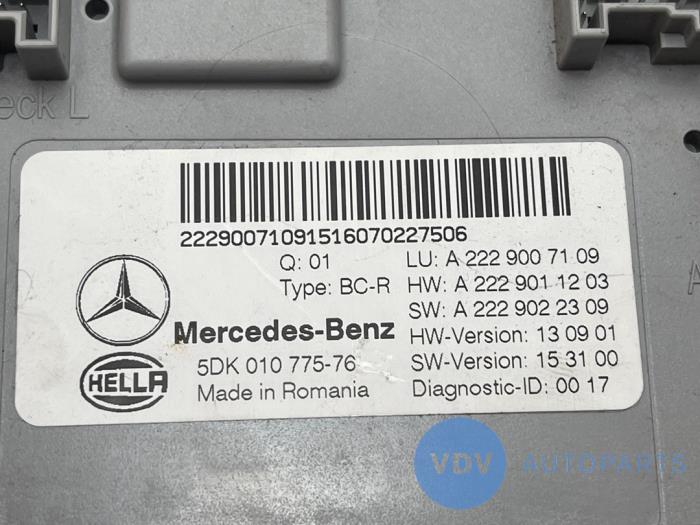 eck L
2229007109151607022​7506
Q: 01
LU: A 222 900 71 09
Type: BC-R
HW: A 222 901 12 03
SW: A 222 902 23 09
Mercedes-Benz
HW-Version: 13 09 01
HELLA
5DK 010 775-76
SW-Version: 15 31 00
Made in Romania
Diagnostic-ID: 00 17
A
VDV AUTOPARTS